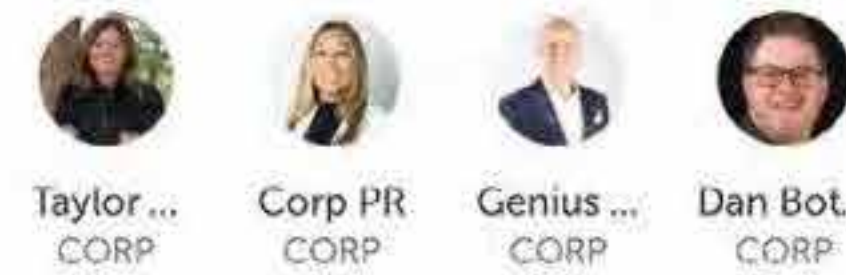 Taylor ... Corp PR Genius ... Dan Bot.
CORP CORP CORP CORP